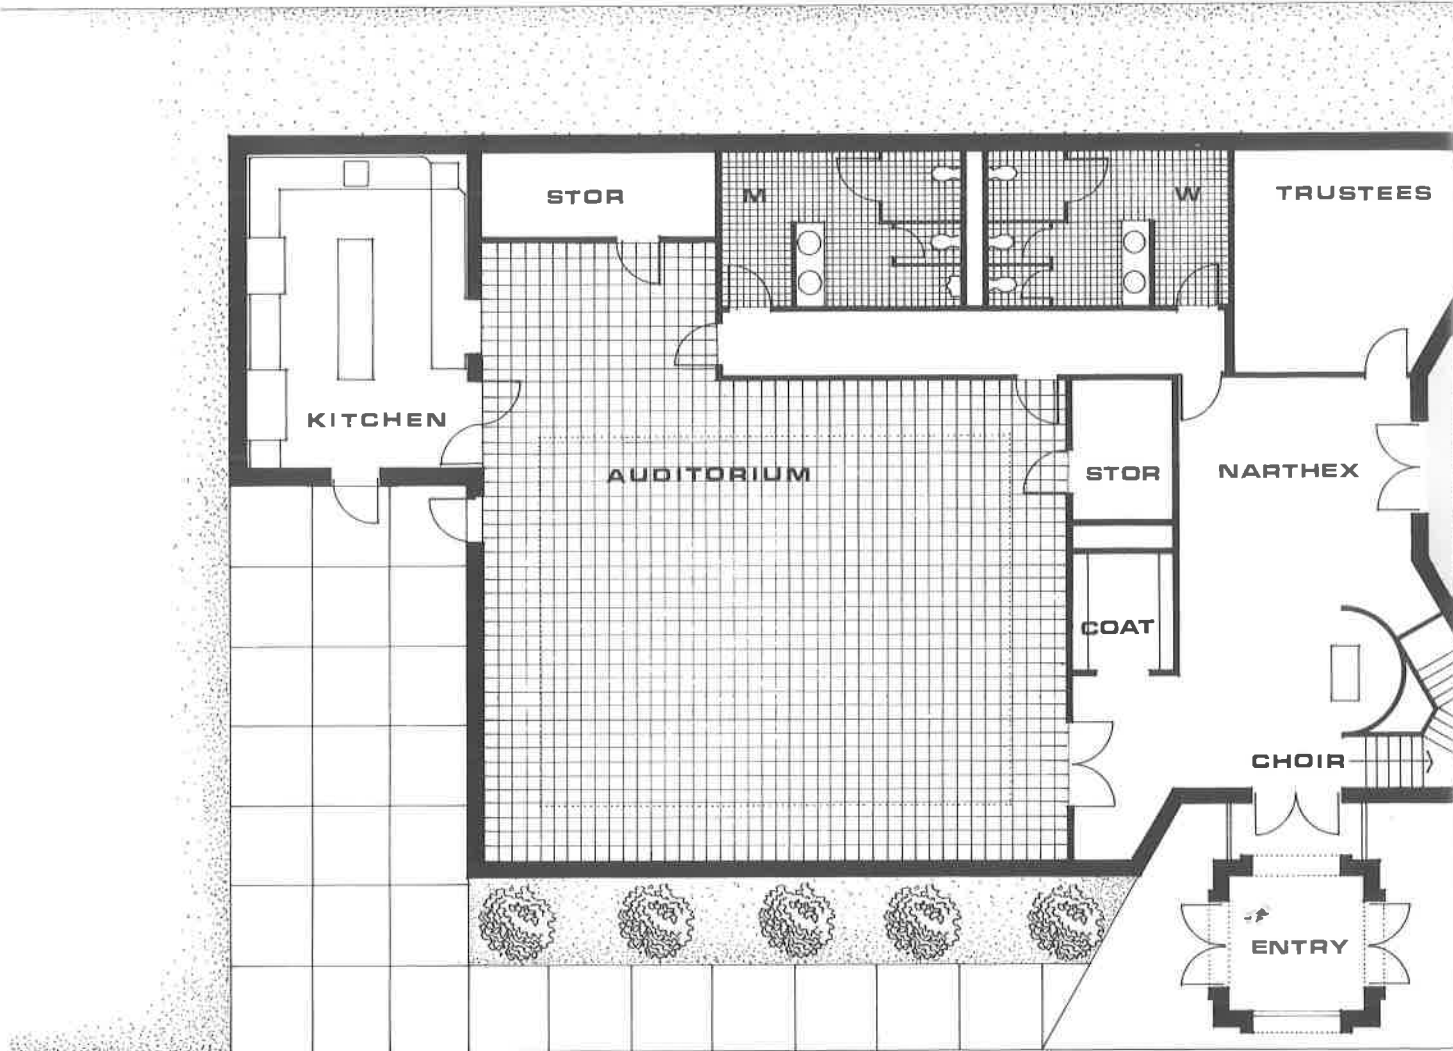 STOR
M
W
TRUSTEES
KITCHEN
AUDITORIUM
STOR
NARTHEX
COAT
CHOIR
ENTRY